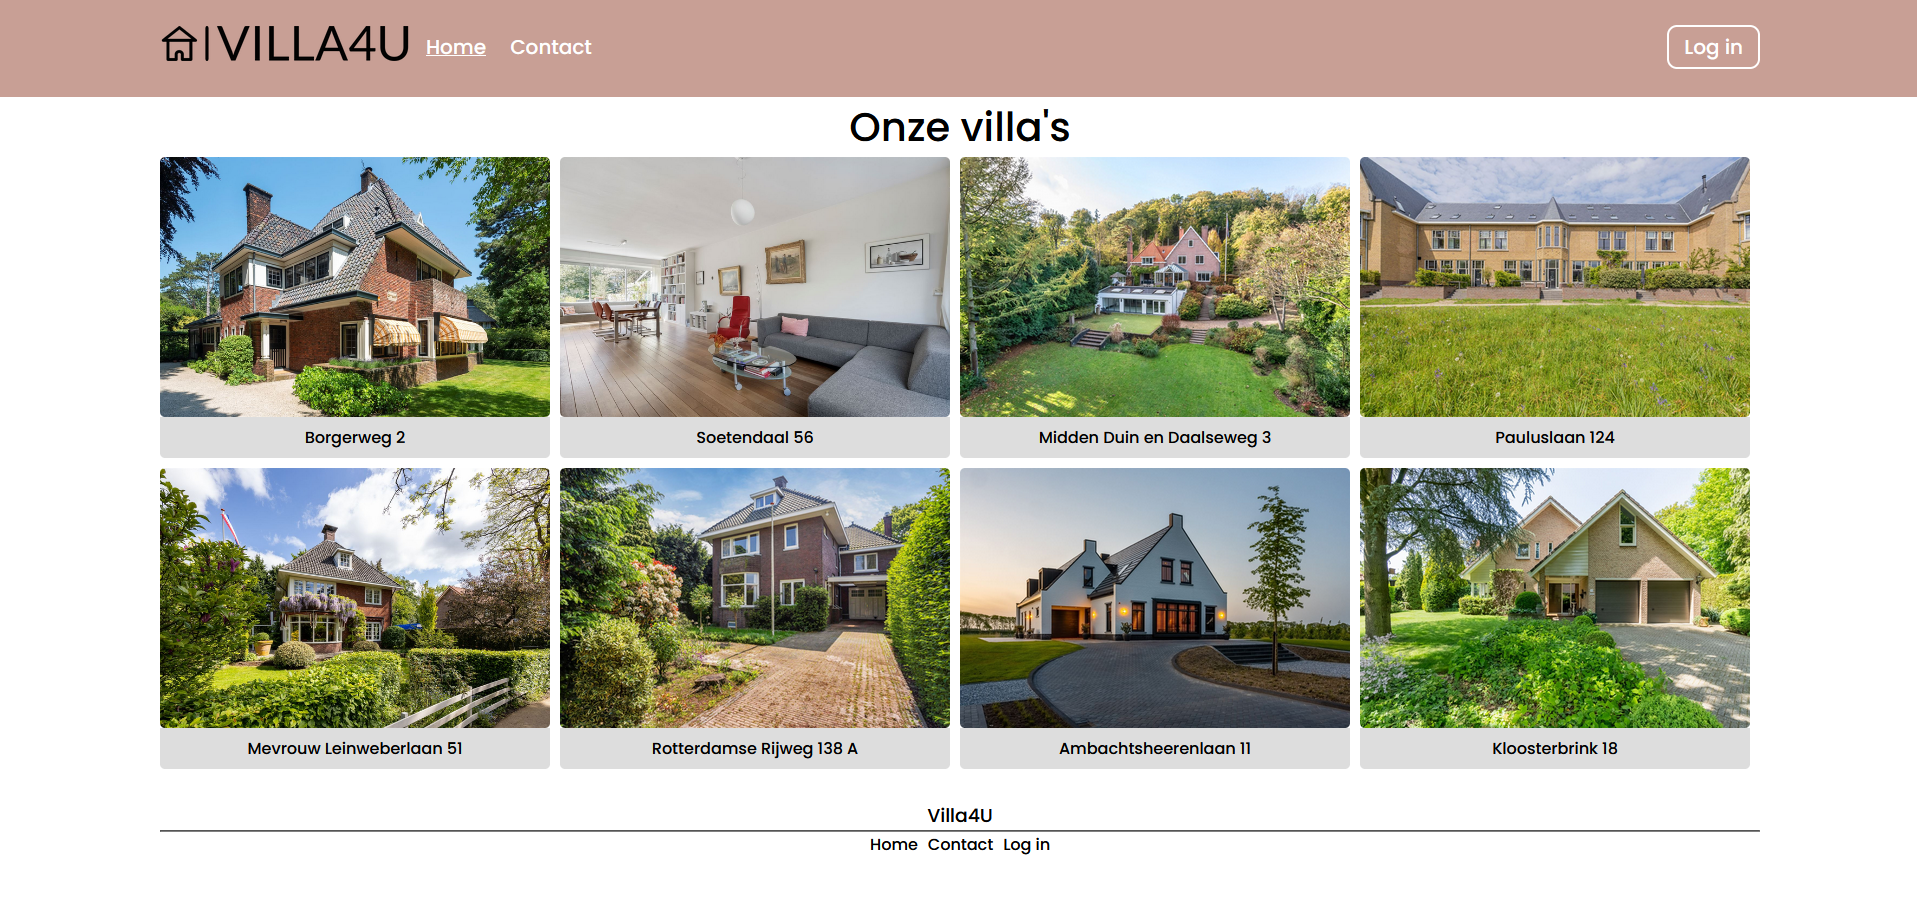 VILLA4U
Home Contact
Log in
Onze villa's
Borgerweg 2
Soetendaal 56
Midden Duin en Daalseweg 3
Pauluslaan 124
Mevrouw Leinweberlaan 51
Rotterdamse Rijweg 138 A
Ambachtsheerenlaan 11
Kloosterbrink 18
Villa4U
Home Contact Log in